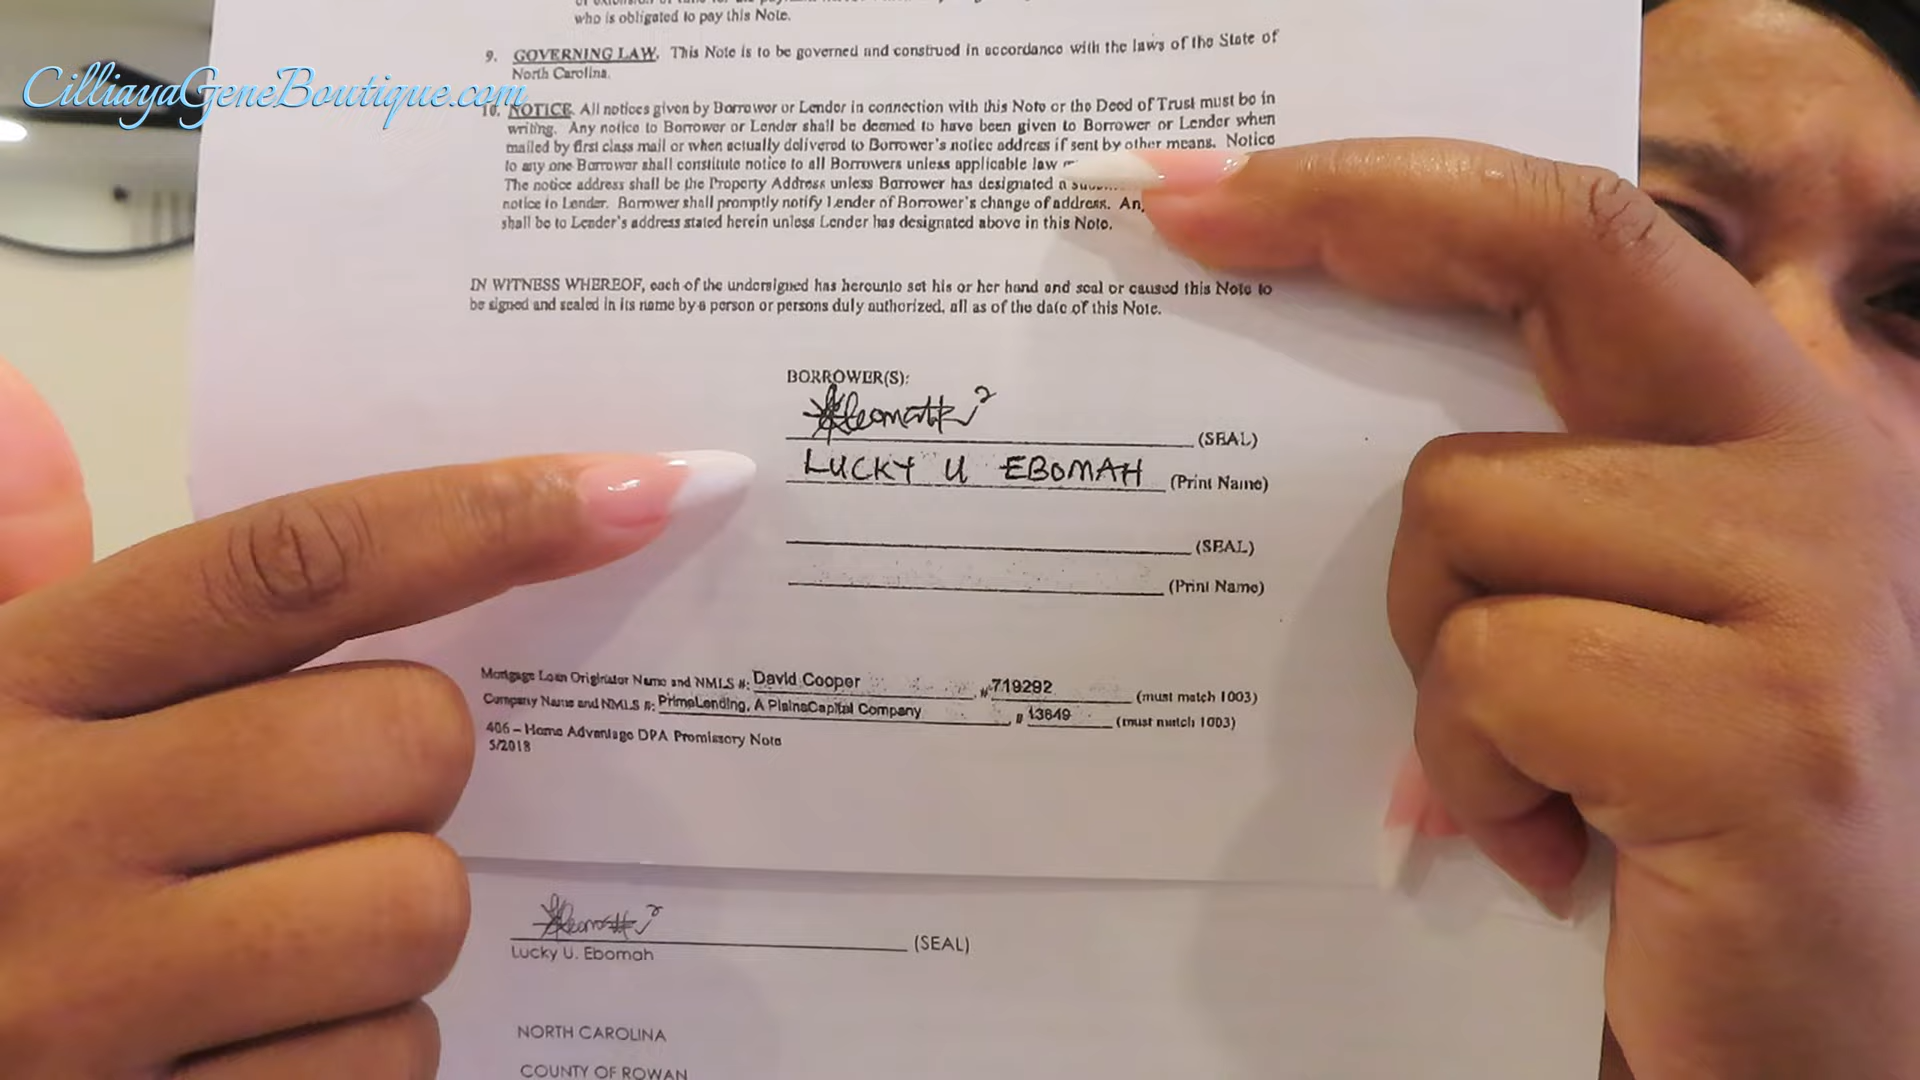 who is obligated to pay this Note.
CilliayaGeneBoutique.com
9. GOVERNING LAW. This Note is to be governed and construed in accordance with the laws of the State of
North Carolina.
10. NOTICE. All notices given by Borrower or Lender in connection with this Note or the Deed of Trust must be in
writing. Any notice to Borrower or Lender shall be deemed to have been given to Borrower or Lender when
mailed by first class mail or when actually delivered to Borrower's notice address if sent by other means. Notice
to any one Borrower shall constitute notice to all Borrowers unless applicable law
The notice address shall be the Property Address unless Borrower has designated a
notice to Lender. Borrower shall promptly notify Lender of Borrower's change of address.
shall be to Lender's address stated herein unless Lender has designated above in this Note.
IN WITNESS WHEREOF, each of the undersigned has hereunto set his or her hand and seal or caused this Note to
be signed and sealed in its name by a person or persons duly authorized, all as of the date of this Note.
BORROWER(S):
(SEAL)
LUCKY U EBOMAH (Print Name)
(SEAL)
(Print Name)
Mortgage Loan Originator Name and NMLS #: David Cooper # 719292 (must match 1003)
Company Name and NMLS #: PrimeLending, A PlainsCapital Company # 13649 (must match 1003)
406 – Home Advantage DPA Promissory Note
5/2018
(SEAL)
Lucky U. Ebomah
NORTH CAROLINA
COUNTY OF ROWAN